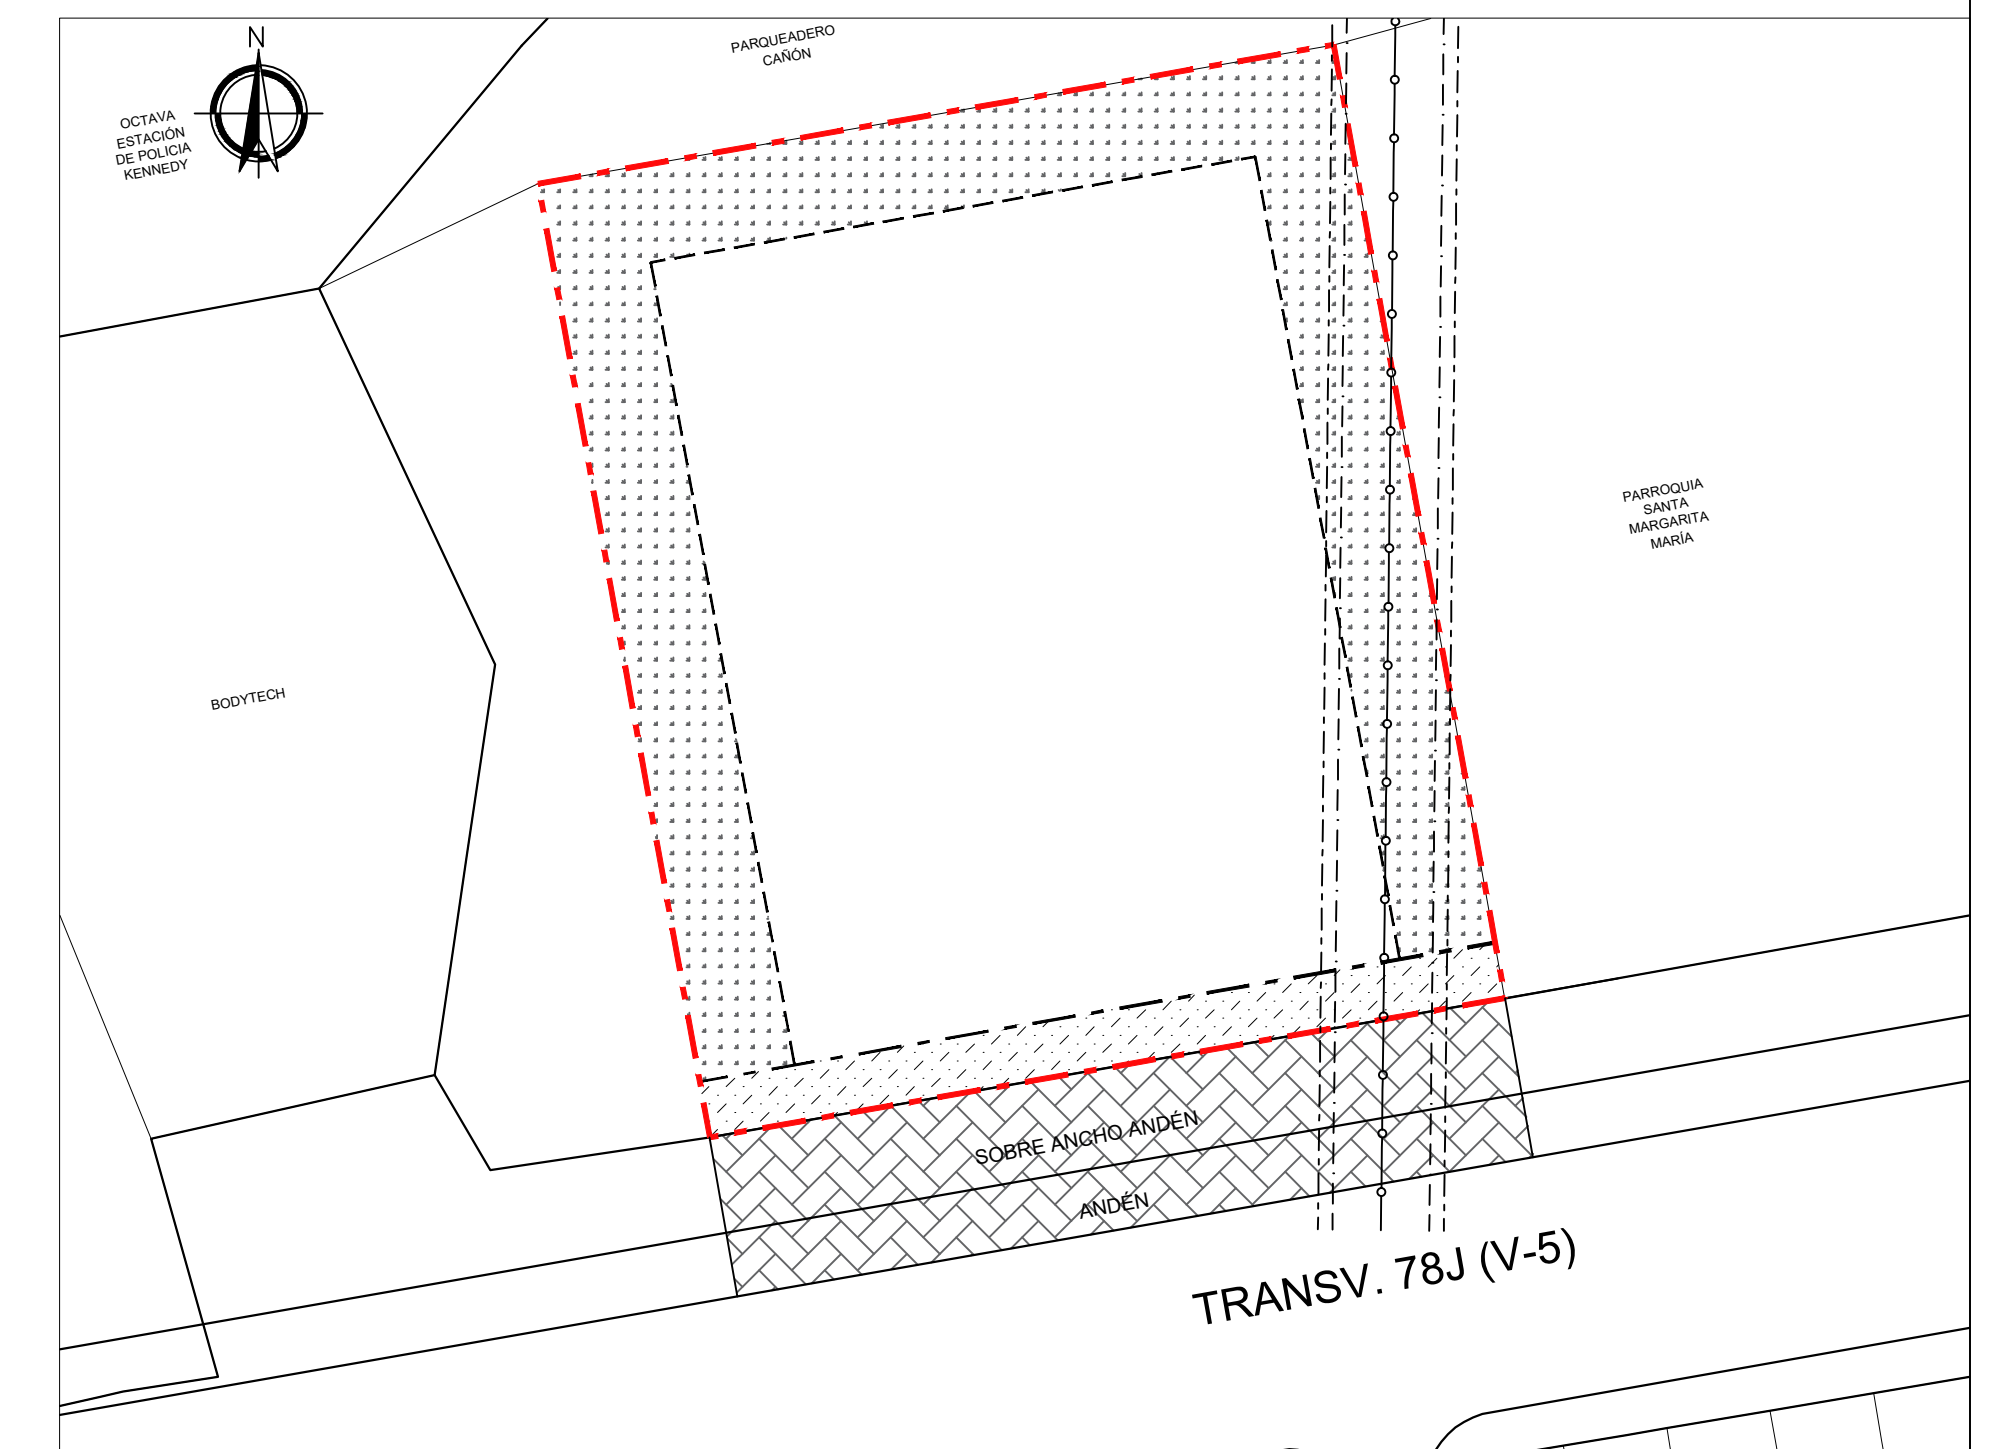 N
PARQUEADERO
CAÑÓN
OCTAVA
ESTACIÓN
DE POLICIA
KENNEDY
PARROQUIA
SANTA
MARGARITA
MARÍA
BODYTECH
SOBRE ANCHO ANDÉN
ANDÉN
TRANSV. 78J (V-5)